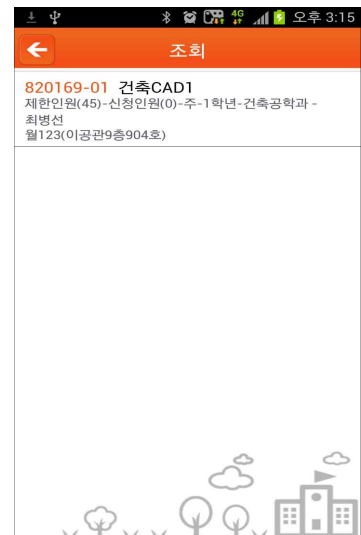 4G 오후 3:15
조회
820169-01 건축CAD1
제한인원(45)-신청인원(0)-주-1학년-건축공학과 -
최병선
월123(이공관9층904호)